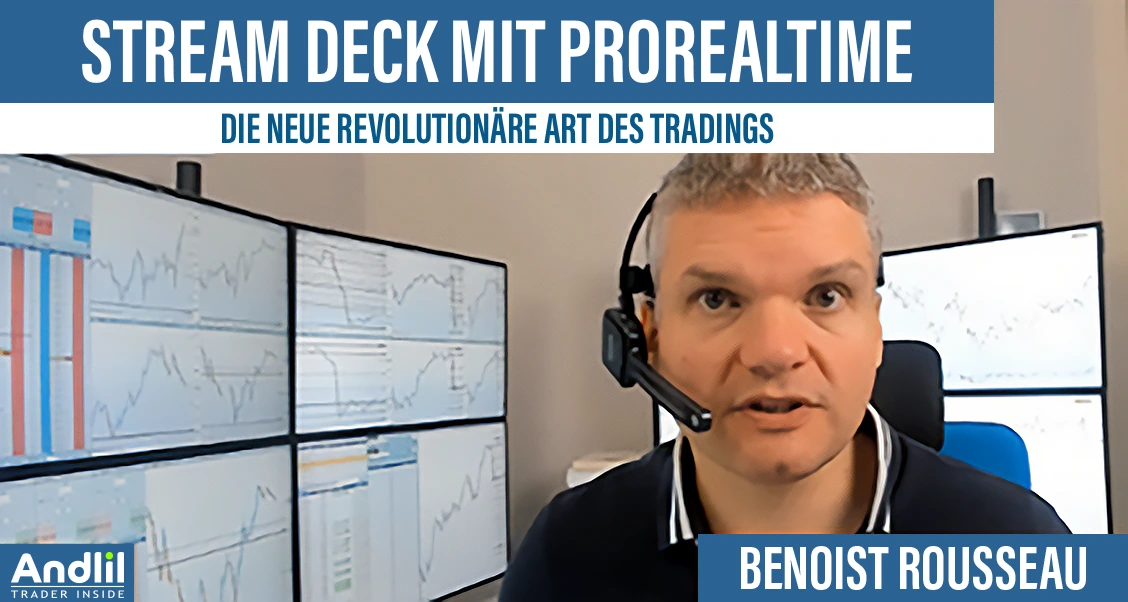 STREAM DECK MIT PROREALTIME
DIE NEUE REVOLUTIONÄRE ART DES TRADINGS
Andlil
TRADER INSIDE
BENOIST ROUSSEAU